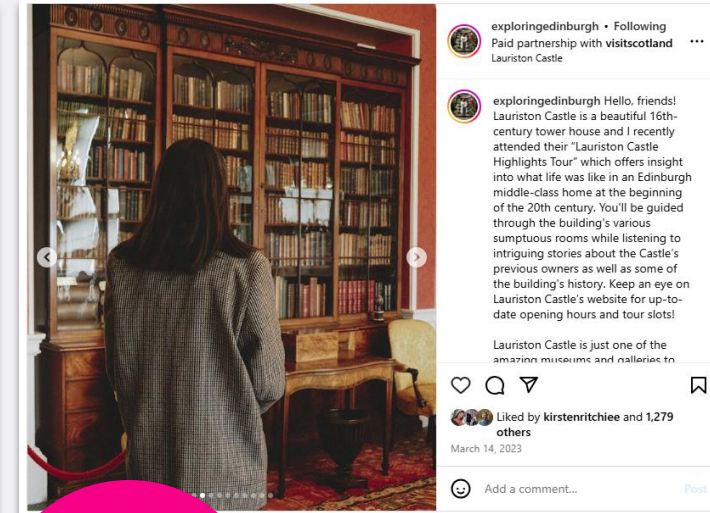 exploringedinburgh • Following
Paid partnership with visitscotland
Lauriston Castle
exploringedinburgh Hello, friends!
Lauriston Castle is a beautiful 16th-
century tower house and I recently
attended their “Lauriston Castle
Highlights Tour” which offers insight
into what life was like in an Edinburgh
middle-class home at the beginning
of the 20th century. You'll be guided
through the building's various
sumptuous rooms while listening to
intriguing stories about the Castle's
previous owners as well as some of
the building's history. Keep an eye on
Lauriston Castle's website for up-to-
date opening hours and tour slots!
Lauriston Castle is just one of the
amazing museums and galleries to
Liked by kirstenritchiee and 1,279
others
March 14, 2023
Add a comment...
Post